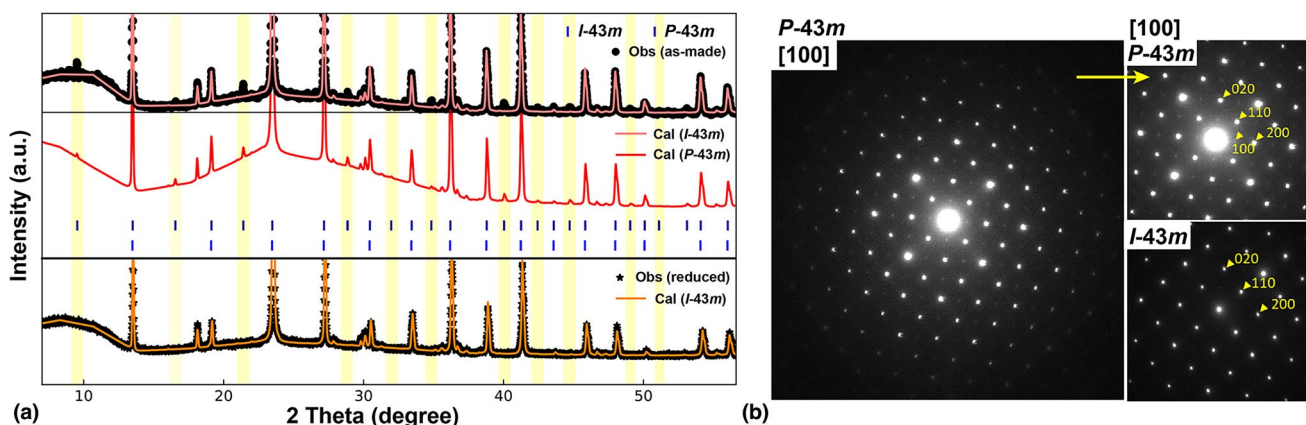 I-43m P-43m
Obs (as-made)
Cal (I-43m)
Cal (P-43m)
Obs (reduced)
Cal (I-43m)
Intensity (a.u.)
10 20 30 40 50
2 Theta (degree)
(a)
P-43m
[100]
[100]
P-43m
020
110
200
100
I-43m
020
110
200
(b)